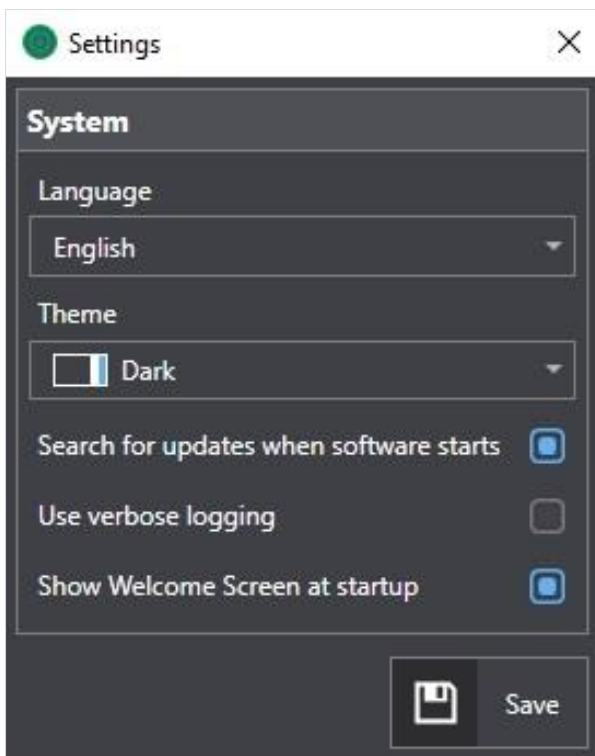 Settings
System
Language
English
Theme
Dark
Search for updates when software starts
Use verbose logging
Show Welcome Screen at startup
Save